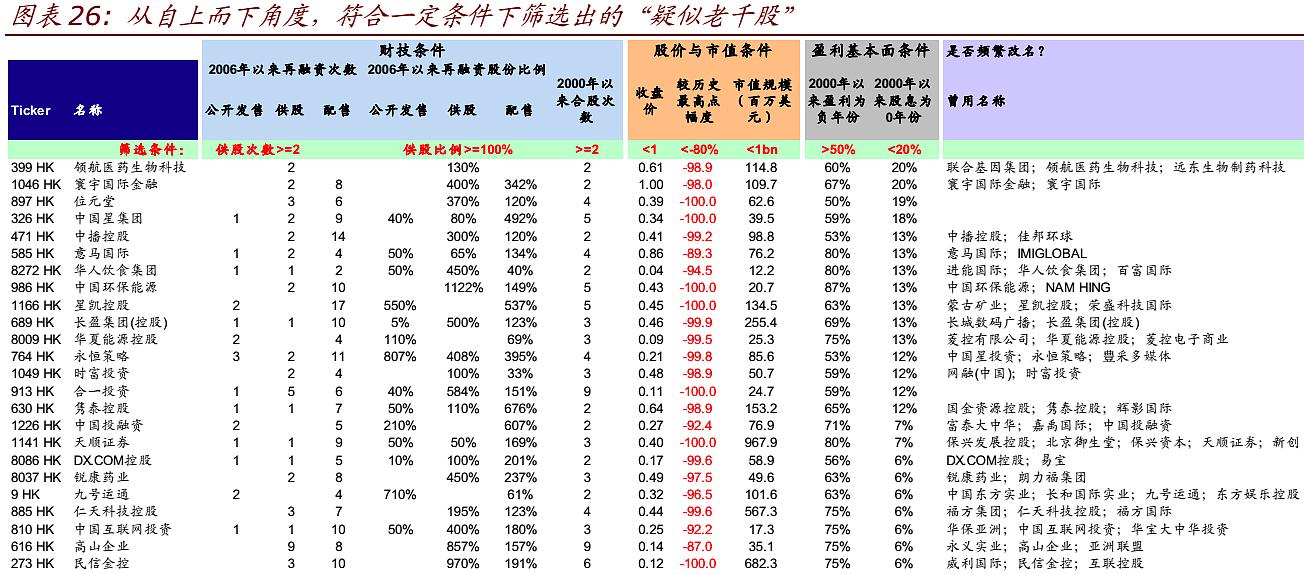 图表 26：从自上而下角度，符合一定条件下筛选出的“疑似老千股”
财技条件 股价与市值条件 盈利基本面条件 是否频繁改名？
2006年以来再融资次数 2006年以来再融资股份比例
Ticker 名称 公开发售 供股 配售 公开发售 供股 配售 2000年以来合股次数 收盘价 较历史最高点幅度 市值规模（百万美元） 2000年以来盈利为负年份 2000年以来股息为0年份 曾用名称
筛选条件： 供股次数>=2 供股比例>=100% >=2 <1 <-80% <1bn >50% <20%
399 HK 领航医药生物科技 2 130% 2 0.61 -98.9 114.8 60% 20% 联合基因集团；领航医药生物科技；远东生物制药科技
1046 HK 寰宇国际金融 2 8 400% 342% 2 1.00 -98.0 109.7 67% 20% 寰宇国际金融；寰宇国际
897 HK 位元堂 3 6 370% 120% 4 0.39 -100.0 62.6 50% 19%
326 HK 中国星集团 1 2 9 40% 80% 492% 5 0.34 -100.0 39.5 59% 18%
471 HK 中播控股 2 14 300% 120% 2 0.41 -99.2 98.8 53% 13% 中播控股；佳邦环球
585 HK 意马国际 1 2 4 50% 65% 134% 4 0.86 -89.3 76.2 80% 13% 意马国际；IMIGLOBAL
8272 HK 华人饮食集团 1 1 2 50% 450% 40% 2 0.04 -94.5 12.2 80% 13% 进能国际；华人饮食集团；百富国际
986 HK 中国环保能源 2 10 1122% 149% 5 0.43 -100.0 20.7 87% 13% 中国环保能源；NAM HING
1166 HK 星凯控股 2 17 550% 537% 5 0.45 -100.0 134.5 63% 13% 蒙古矿业；星凯控股；荣盛科技国际
689 HK 长盈集团(控股) 1 1 10 5% 500% 123% 3 0.46 -99.9 255.4 69% 13% 长城数码广播；长盈集团(控股)
8009 HK 华夏能源控股 2 4 110% 69% 3 0.09 -99.5 25.3 75% 13% 菱控有限公司；华夏能源控股；菱控电子商业
764 HK 永恒策略 3 2 11 807% 408% 395% 4 0.21 -99.8 85.6 53% 12% 中国星投资；永恒策略；豐采多媒体
1049 HK 时富投资 2 4 100% 33% 3 0.48 -98.9 50.7 59% 12% 网融(中国)；时富投资
913 HK 合一投资 1 5 6 40% 584% 151% 9 0.11 -100.0 24.7 59% 12%
630 HK 隽泰控股 1 1 7 50% 110% 676% 2 0.64 -98.9 153.2 65% 12% 国金资源控股；隽泰控股；辉影国际
1226 HK 中国投融资 2 5 210% 607% 2 0.27 -92.4 76.9 71% 7% 富泰大中华；嘉禹国际；中国投融资
1141 HK 天顺证券 1 1 9 50% 50% 169% 3 0.40 -100.0 967.9 80% 7% 保兴发展控股；北京御生堂；保兴资本；天顺证券；新创
8086 HK DX.COM控股 1 1 5 10% 100% 201% 2 0.17 -99.6 58.9 56% 6% DX.COM控股；易宝
8037 HK 锐康药业 2 8 450% 237% 3 0.49 -97.5 49.6 63% 6% 锐康药业；朗力福集团
9 HK 九号运通 2 4 710% 61% 2 0.32 -96.5 101.6 63% 6% 中国东方实业；长和国际实业；九号运通；东方娱乐控股
885 HK 仁天科技控股 3 7 195% 123% 4 0.44 -99.6 567.3 75% 6% 福方集团；仁天科技控股；福方国际
810 HK 中国互联网投资 1 1 10 50% 400% 180% 3 0.25 -92.2 17.3 75% 6% 华保亚洲；中国互联网投资；华宝大中华投资
616 HK 高山企业 9 8 857% 157% 9 0.14 -87.0 35.1 75% 6% 永义实业；高山企业；亚洲联盟
273 HK 民信金控 3 10 970% 191% 6 0.12 -100.0 682.3 75% 6% 威利国际；民信金控；互联控股